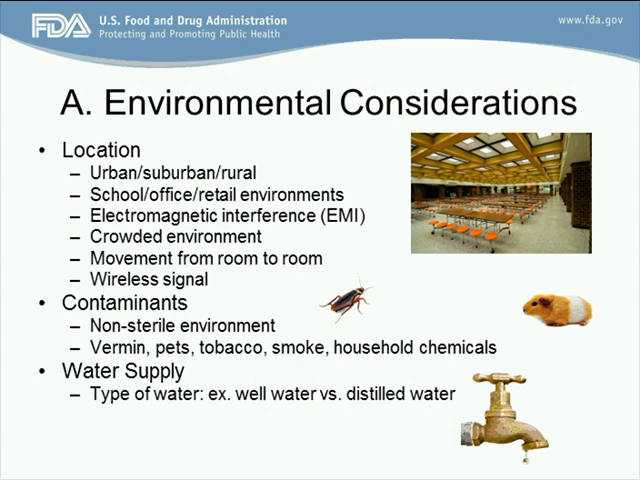 FDA U.S. Food and Drug Administration www.fda.gov
Protecting and Promoting Public Health
A. Environmental Considerations
• Location
– Urban/suburban/rural
– School/office/retail environments
– Electromagnetic interference (EMI)
– Crowded environment
– Movement from room to room
– Wireless signal
• Contaminants
– Non-sterile environment
– Vermin, pets, tobacco, smoke, household chemicals
• Water Supply
– Type of water: ex. well water vs. distilled water